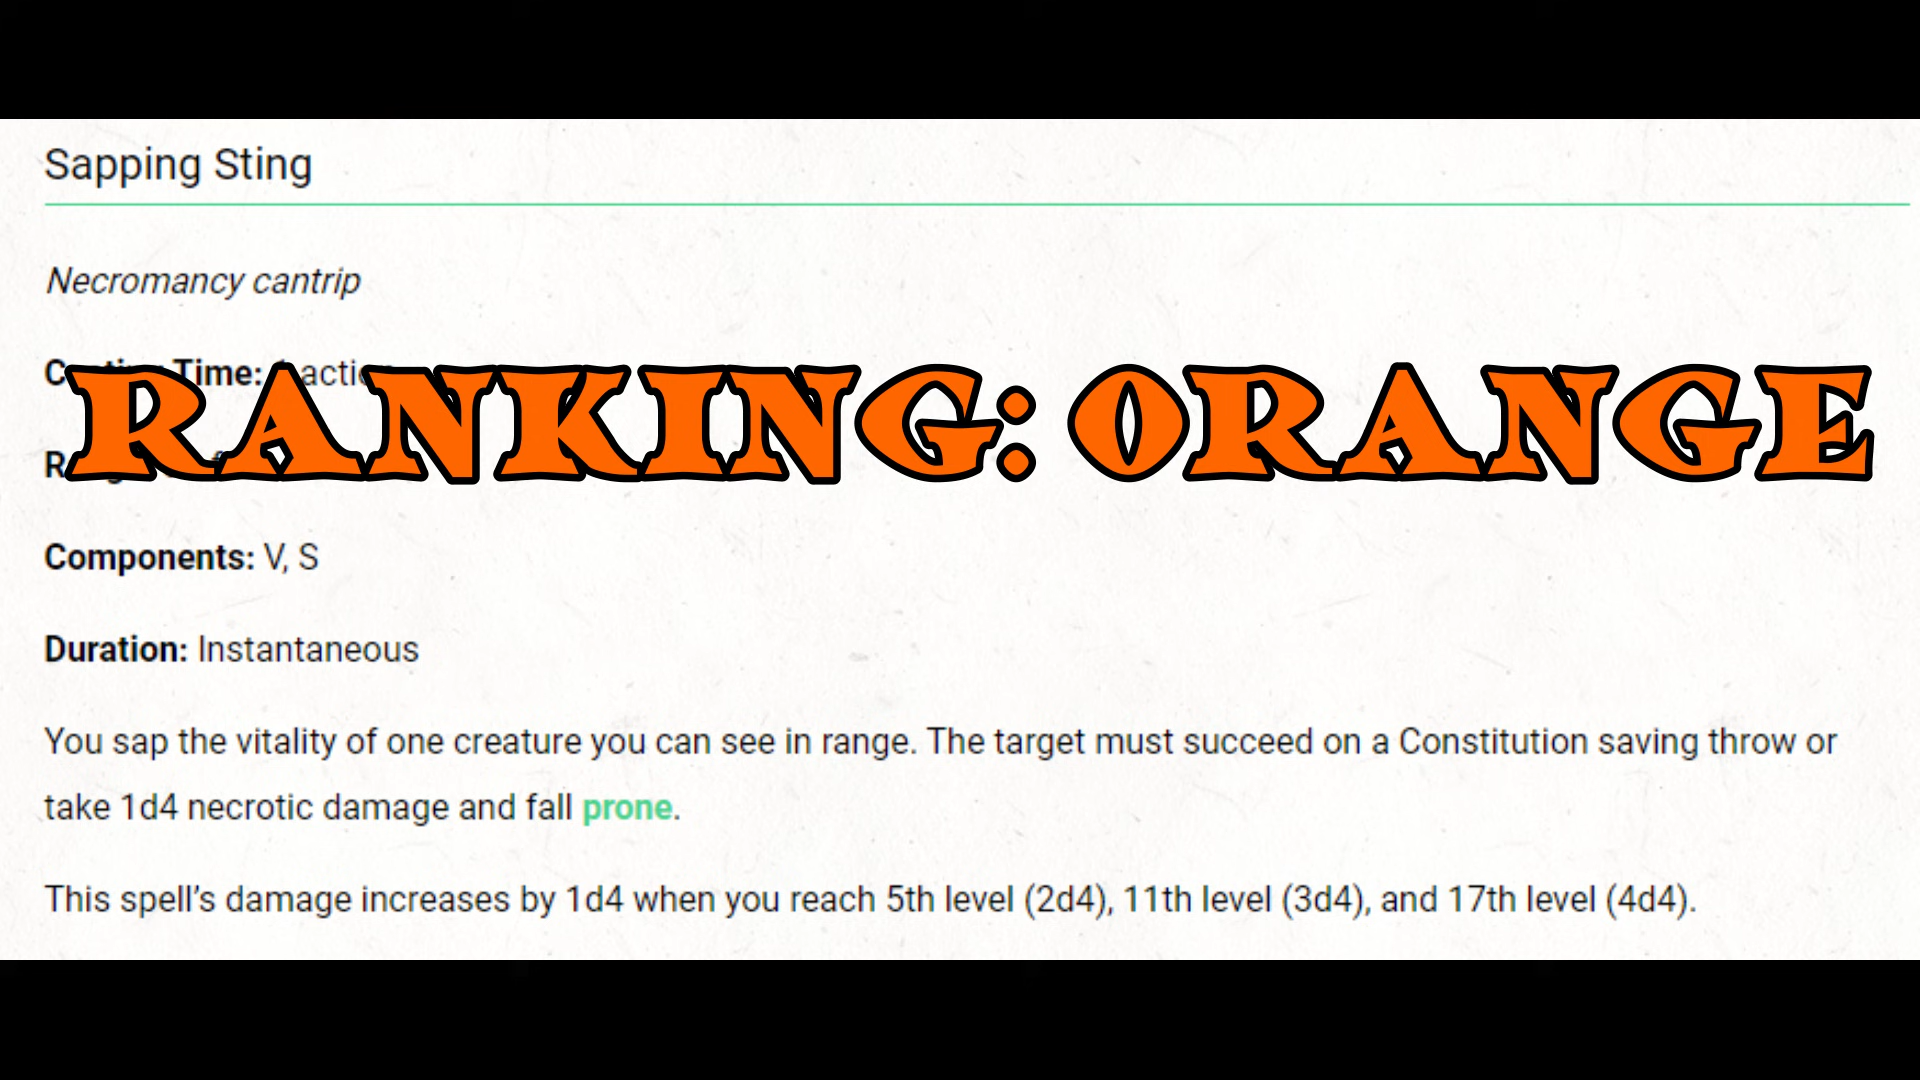 Sapping Sting
Necromancy cantrip
Time: action
RANKING: ORANGE
Components: V, S
Duration: Instantaneous
You sap the vitality of one creature you can see in range. The target must succeed on a Constitution saving throw or
take 1d4 necrotic damage and fall prone.
This spell’s damage increases by 1d4 when you reach 5th level (2d4), 11th level (3d4), and 17th level (4d4).